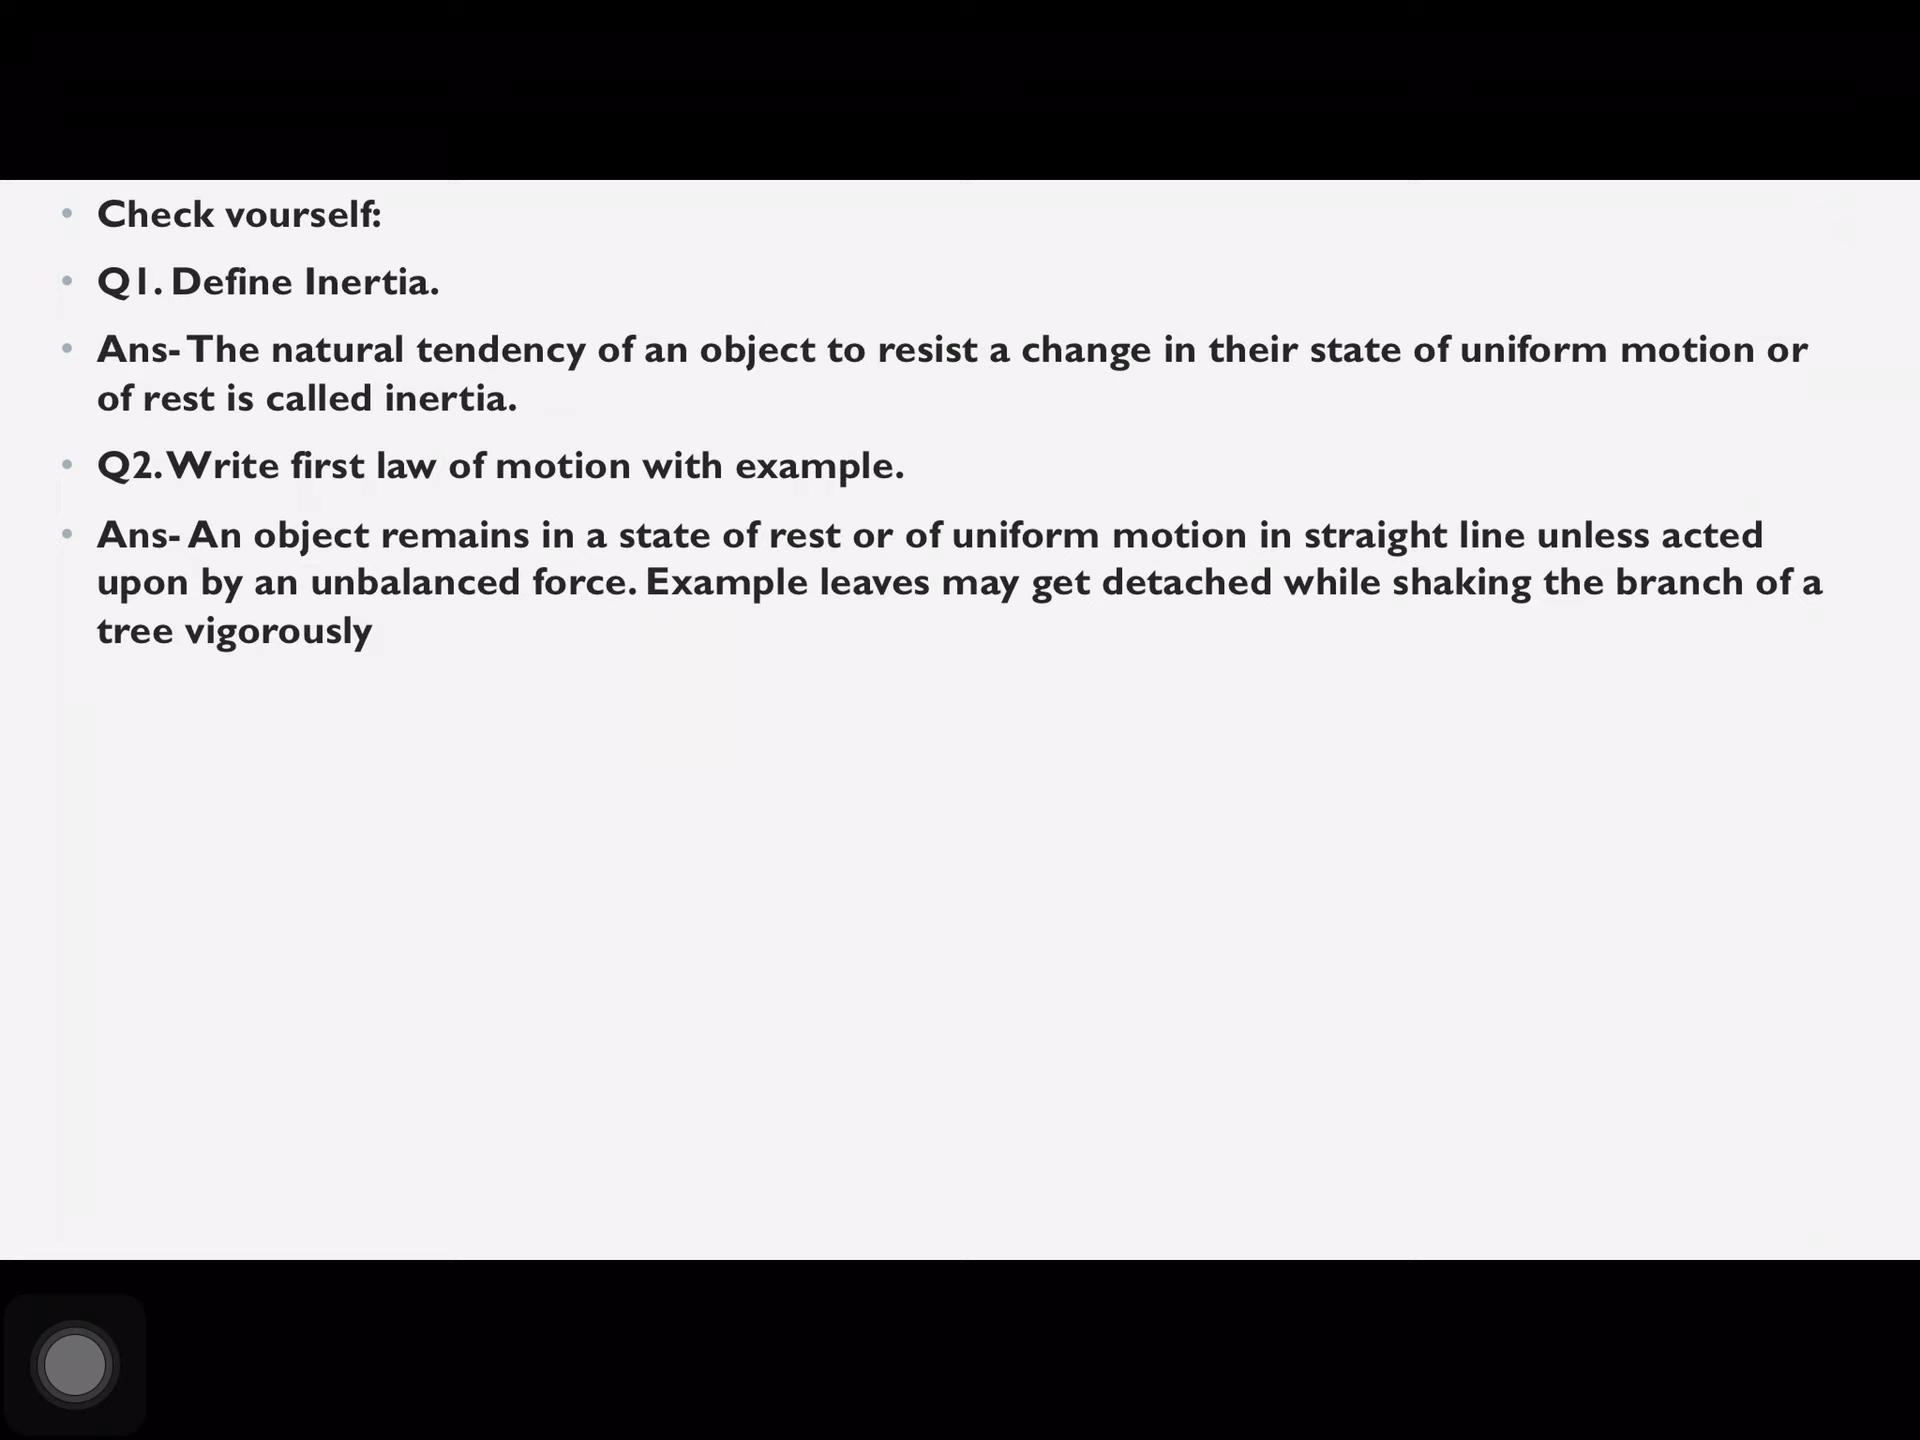 • Check yourself:
• Q1. Define Inertia.
• Ans- The natural tendency of an object to resist a change in their state of uniform motion or
of rest is called inertia.
• Q2. Write first law of motion with example.
• Ans- An object remains in a state of rest or of uniform motion in straight line unless acted
upon by an unbalanced force. Example leaves may get detached while shaking the branch of a
tree vigorously